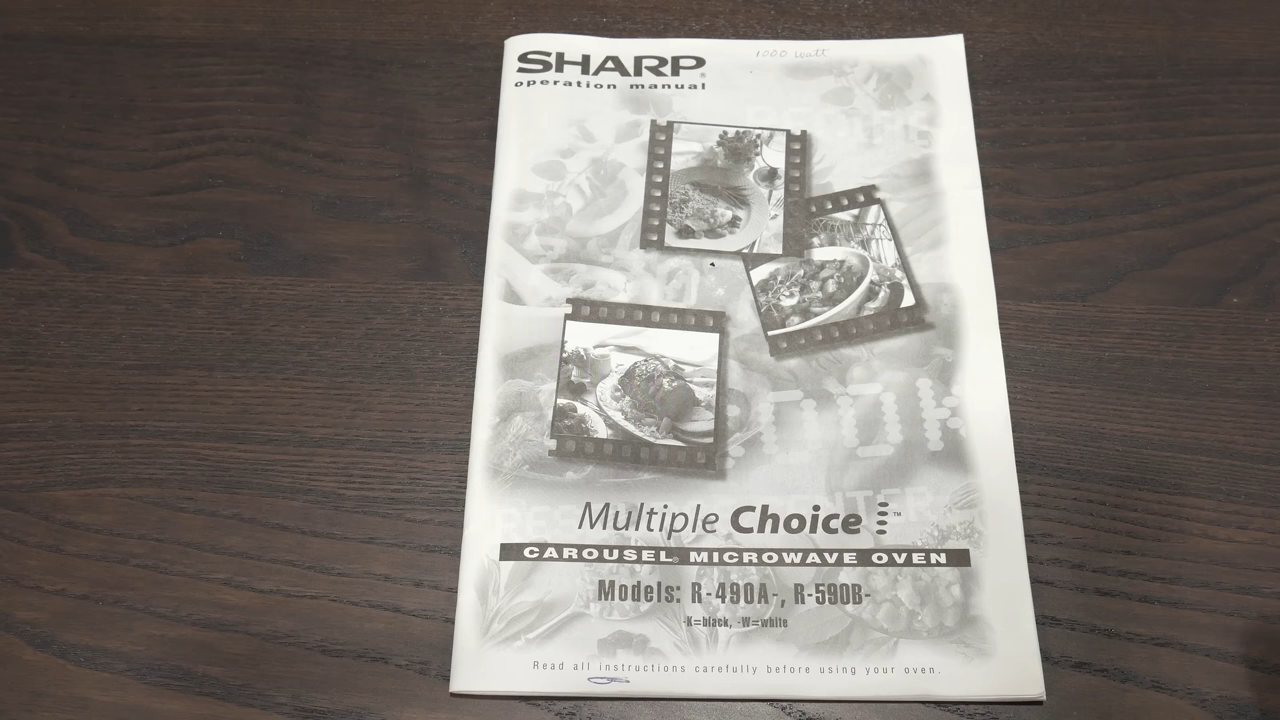 1000 watt
SHARP®
operation manual
Multiple Choice ™
CAROUSEL® MICROWAVE OVEN
Models: R-490A-, R-590B-
-K=black, -W=white
Read all instructions carefully before using your oven.